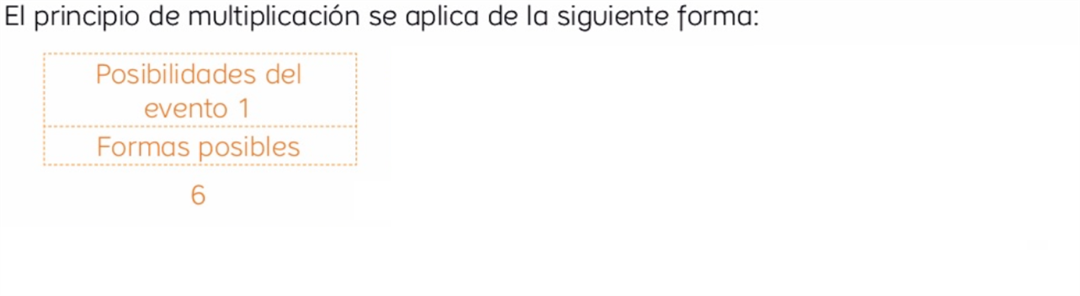 El principio de multiplicación se aplica de la siguiente forma:
Posibilidades del
evento 1
Formas posibles
6